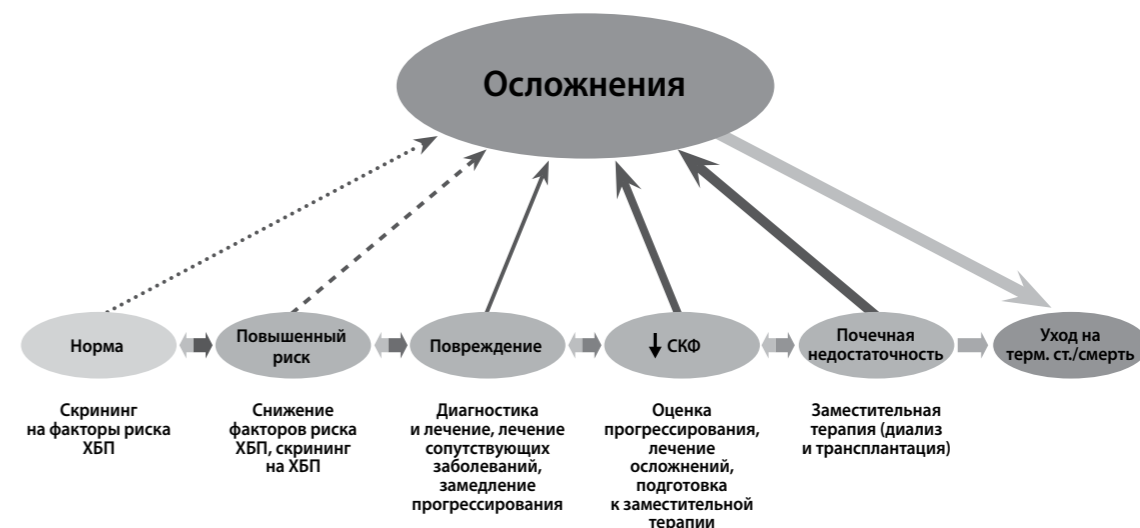 Осложнения
Норма
Повышенный
риск
Повреждение
↓ СКФ
Почечная
недостаточность
Уход на
терм. ст./смерть
Скрининг
на факторы риска
ХБП
Снижение
факторов риска
ХБП, скрининг
на ХБП
Диагностика
и лечение, лечение
сопутствующих
заболеваний,
замедление
прогрессирования
Оценка
прогрессирования,
лечение
осложнений,
подготовка
к заместительной
терапии
Заместительная
терапия (диализ
и трансплантация)